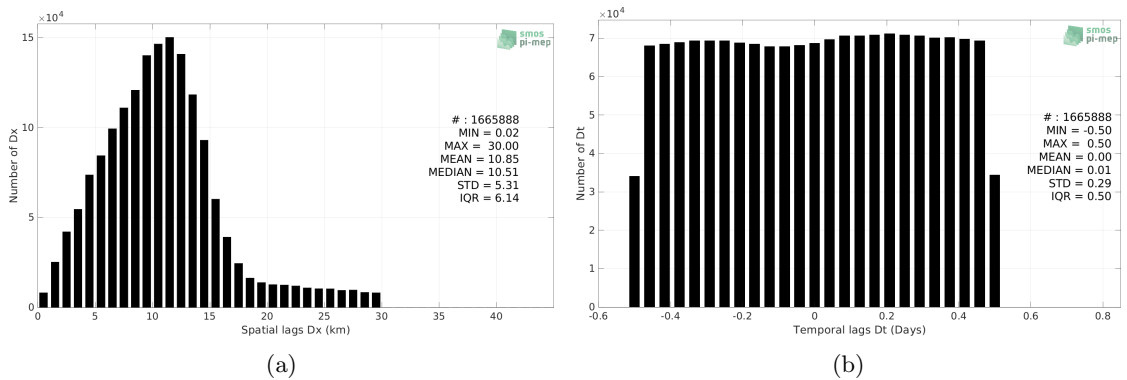 ×10⁴
15
10
5
0
Number of Dx
0 5 10 15 20 25 30 35 40
Spatial lags Dx (km)
smos
pi-mep
# : 1665888
MIN = 0.02
MAX = 30.00
MEAN = 10.85
MEDIAN = 10.51
STD = 5.31
IQR = 6.14
(a)
×10⁴
7
6
5
4
3
2
1
0
Number of Dt
-0.6 -0.4 -0.2 0 0.2 0.4 0.6 0.8
Temporal lags Dt (Days)
smos
pi-mep
# : 1665888
MIN = -0.50
MAX = 0.50
MEAN = 0.00
MEDIAN = 0.01
STD = 0.29
IQR = 0.50
(b)